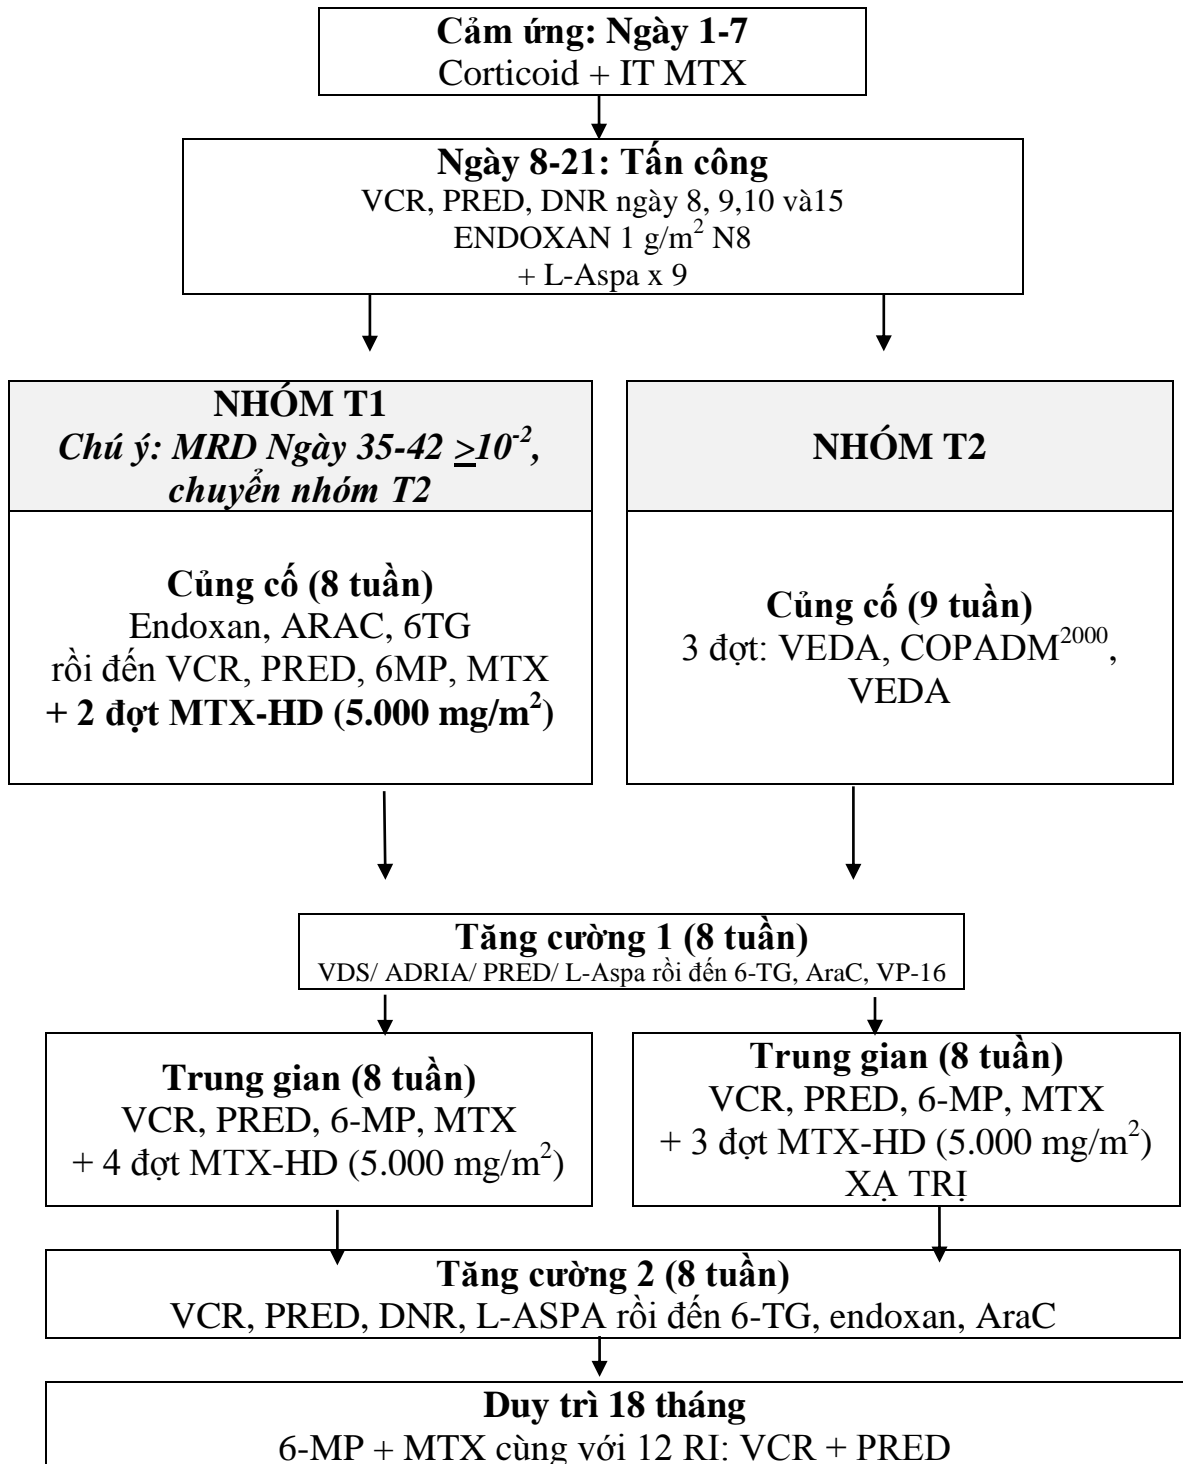 Cảm ứng: Ngày 1-7
Corticoid + IT MTX
Ngày 8-21: Tấn công
VCR, PRED, DNR ngày 8, 9,10 và15
ENDOXAN 1 g/m² N8
+ L-Aspa x 9
NHÓM T1
Chú ý: MRD Ngày 35-42 ≥10⁻²,
chuyển nhóm T2
Củng cố (8 tuần)
Endoxan, ARAC, 6TG
rồi đến VCR, PRED, 6MP, MTX
+ 2 đợt MTX-HD (5.000 mg/m²)
NHÓM T2
Củng cố (9 tuần)
3 đợt: VEDA, COPADM²⁰⁰⁰,
VEDA
Tăng cường 1 (8 tuần)
VDS/ ADRIA/ PRED/ L-Aspa rồi đến 6-TG, AraC, VP-16
Trung gian (8 tuần)
VCR, PRED, 6-MP, MTX
+ 4 đợt MTX-HD (5.000 mg/m²)
Trung gian (8 tuần)
VCR, PRED, 6-MP, MTX
+ 3 đợt MTX-HD (5.000 mg/m²)
XẠ TRỊ
Tăng cường 2 (8 tuần)
VCR, PRED, DNR, L-ASPA rồi đến 6-TG, endoxan, AraC
Duy trì 18 tháng
6-MP + MTX cùng với 12 RI: VCR + PRED